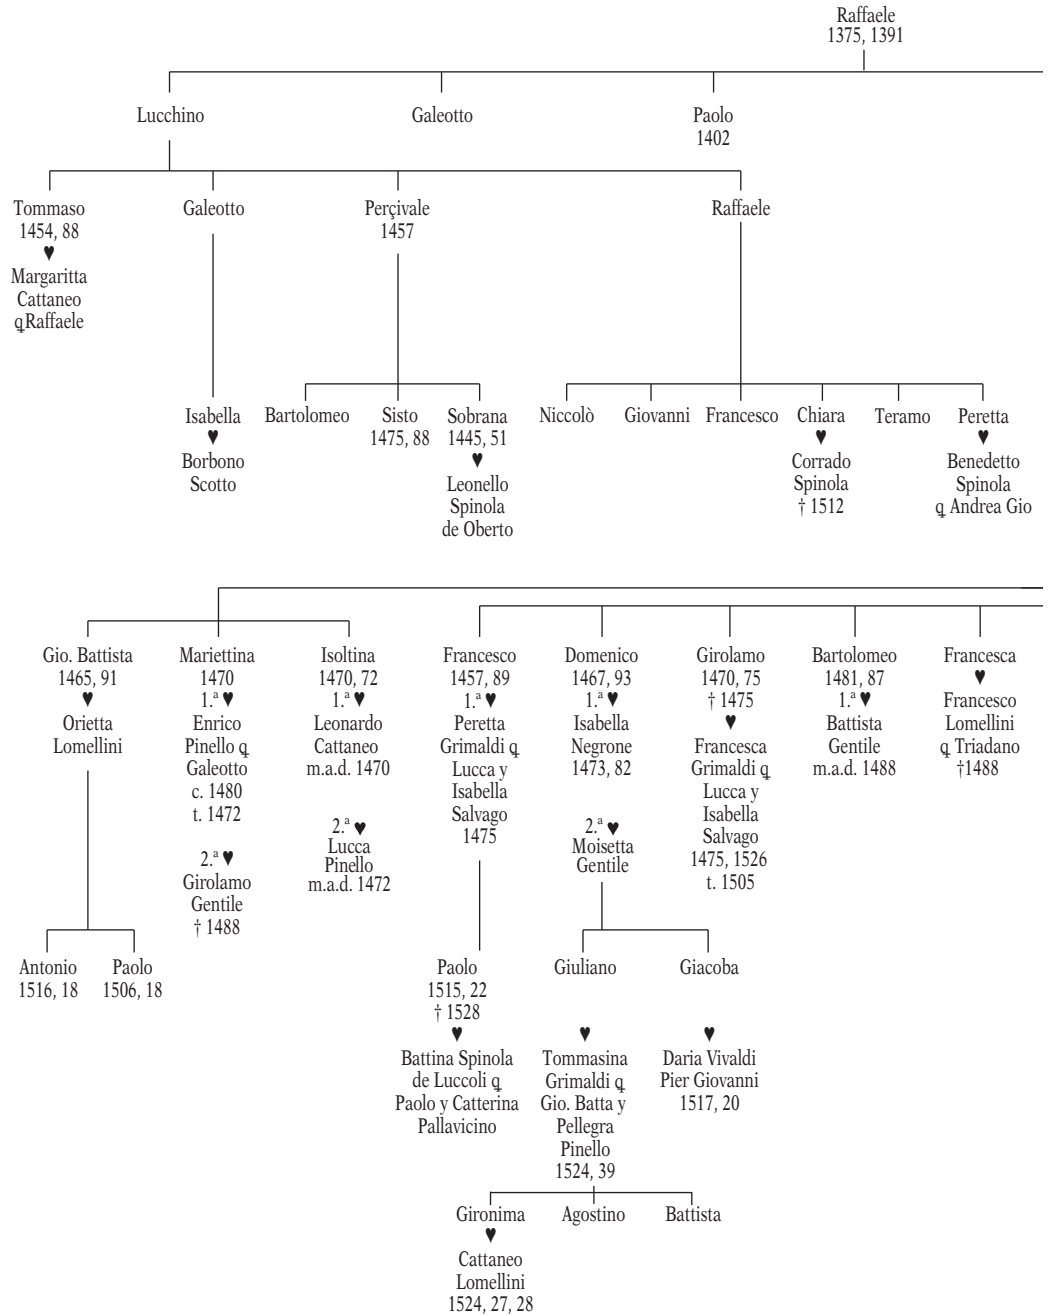 Raffaele
1375, 1391
Lucchino
Galeotto
Paolo
1402
Tommaso
1454, 88
♥
Margaritta
Cattaneo
q Raffaele
Galeotto
Perçivale
1457
Raffaele
Isabella
♥
Borbono
Scotto
Bartolomeo
Sisto
1475, 88
Sobrana
1445, 51
♥
Leonello
Spinola
de Oberto
Niccolò
Giovanni
Francesco
Chiara
♥
Corrado
Spinola
† 1512
Teramo
Peretta
♥
Benedetto
Spinola
q Andrea Gio
Gio. Battista
1465, 91
♥
Orietta
Lomellini
Mariettina
1470
1.ª ♥
Enrico
Pinello q
Galeotto
c. 1480
t. 1472
2.ª ♥
Girolamo
Gentile
† 1488
Isoltina
1470, 72
1.ª ♥
Leonardo
Cattaneo
m.a.d. 1470
2.ª ♥
Lucca
Pinello
m.a.d. 1472
Francesco
1457, 89
1.ª ♥
Peretta
Grimaldi q
Lucca y
Isabella
Salvago
1475
Domenico
1467, 93
1.ª ♥
Isabella
Negrone
1473, 82
2.ª ♥
Moisetta
Gentile
Girolamo
1470, 75
† 1475
♥
Francesca
Grimaldi q
Lucca y
Isabella
Salvago
1475, 1526
t. 1505
Bartolomeo
1481, 87
1.ª ♥
Battista
Gentile
m.a.d. 1488
Francesca
♥
Francesco
Lomellini
q Triadano
†1488
Antonio
1516, 18
Paolo
1506, 18
Paolo
1515, 22
† 1528
♥
Battina Spinola
de Luccoli q
Paolo y Catterina
Pallavicino
Giuliano
♥
Tommasina
Grimaldi q
Gio. Batta y
Pellegra
Pinello
1524, 39
Giacoba
♥
Daria Vivaldi
Pier Giovanni
1517, 20
Gironima
♥
Cattaneo
Lomellini
1524, 27, 28
Agostino
Battista